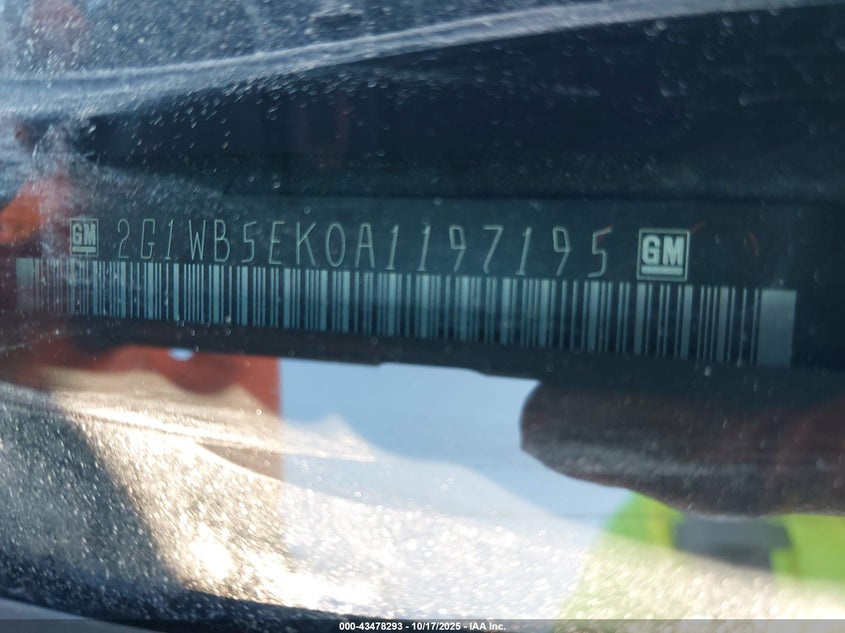 GM 2G1WB5EK0A1197195 GM
000-43478293 - 10/17/2025 - IAA Inc.